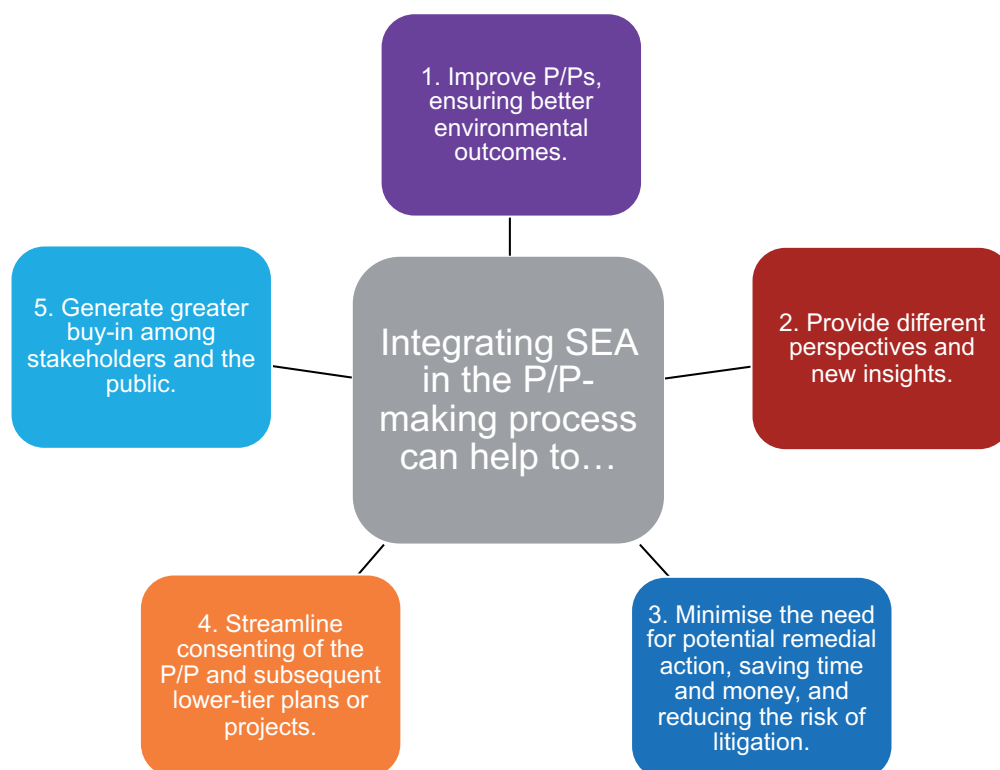 1. Improve P/Ps,
ensuring better
environmental
outcomes.
5. Generate greater
buy-in among
stakeholders and the
public.
Integrating SEA
in the P/P-
making process
can help to…
2. Provide different
perspectives and
new insights.
4. Streamline
consenting of the
P/P and subsequent
lower-tier plans or
projects.
3. Minimise the need
for potential remedial
action, saving time
and money, and
reducing the risk of
litigation.